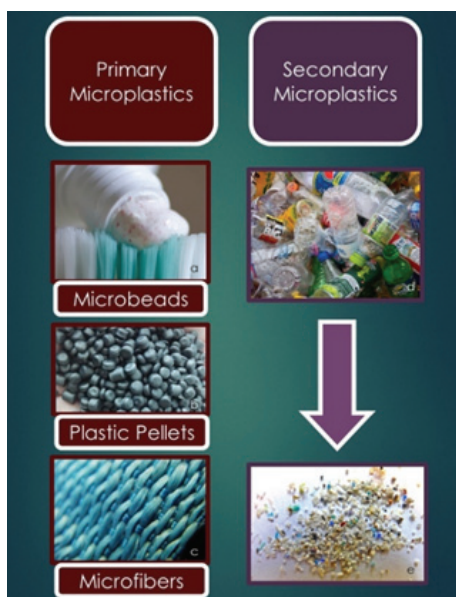 Primary
Microplastics
Secondary
Microplastics
a
Microbeads
d
b
Plastic Pellets
c
Microfibers
e